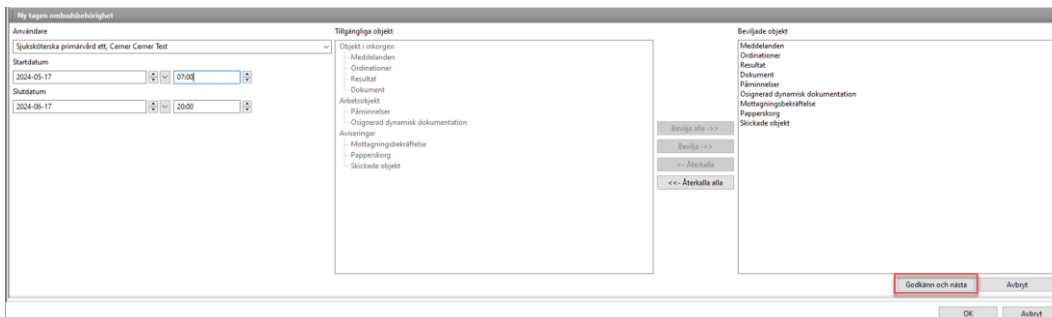 Ny tagen ombudsbehörighet
Användare
Sjuksköterska primärvård ett, Cerner Cerner Test
Startdatum
2024-05-17 07:00
Slutdatum
2024-06-17 20:00
Tillgängliga objekt
Objekt i inkorgen
Meddelanden
Ordinationer
Resultat
Dokument
Arbetsobjekt
Påminnelser
Osignerad dynamisk dokumentation
Aviseringar
Mottagningsbekräftelse
Papperskorg
Skickade objekt
Bevilja alla ->>
Bevilja ->>
<- Återkalla
<<- Återkalla alla
Beviljade objekt
Meddelanden
Ordinationer
Resultat
Dokument
Påminnelser
Osignerad dynamisk dokumentation
Mottagningsbekräftelse
Papperskorg
Skickade objekt
Godkänn och nästa Avbryt
OK Avbryt